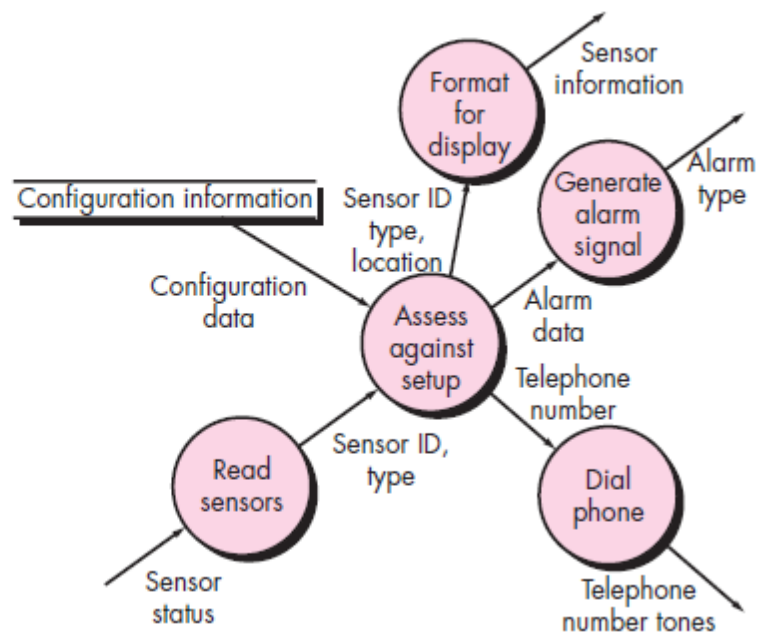 Format
for
display
Sensor
information
Generate
alarm
signal
Alarm
type
Configuration information
Sensor ID
type,
location
Configuration
data
Assess
against
setup
Alarm
data
Telephone
number
Read
sensors
Sensor ID,
type
Dial
phone
Sensor
status
Telephone
number tones